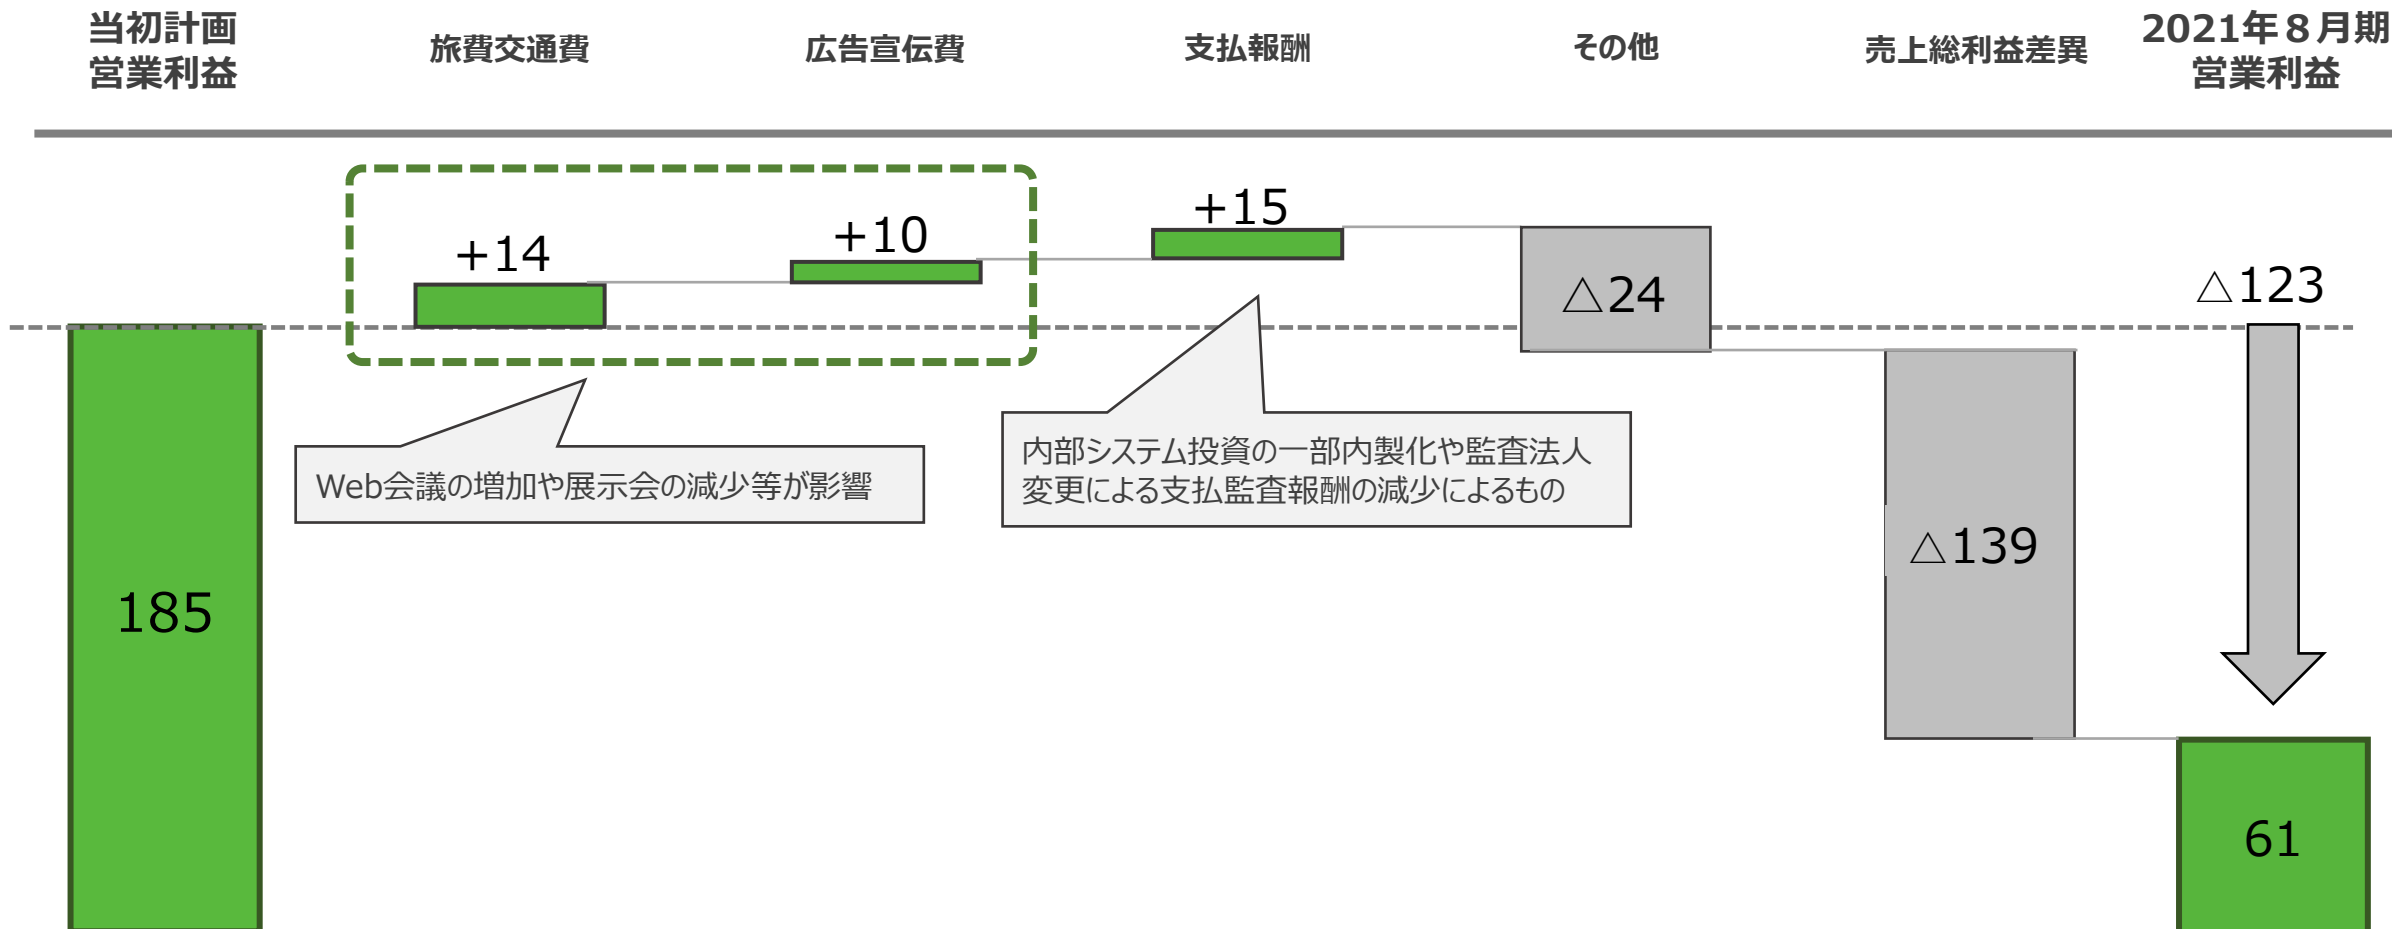 当初計画
営業利益
旅費交通費
広告宣伝費
支払報酬
その他
売上総利益差異
2021年８月期
営業利益
+14
+10
+15
△24
△123
Web会議の増加や展示会の減少等が影響
内部システム投資の一部内製化や監査法人
変更による支払監査報酬の減少によるもの
△139
185
61